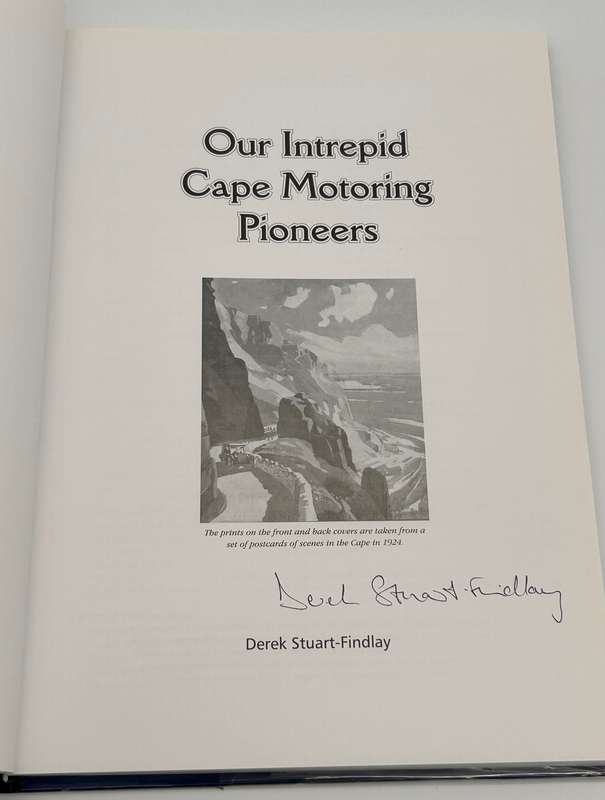 Our Intrepid
Cape Motoring
Pioneers
The prints on the front and back covers are taken from a
set of postcards of scenes in the Cape in 1924.
Derek Stuart-Findlay
Derek Stuart-Findlay